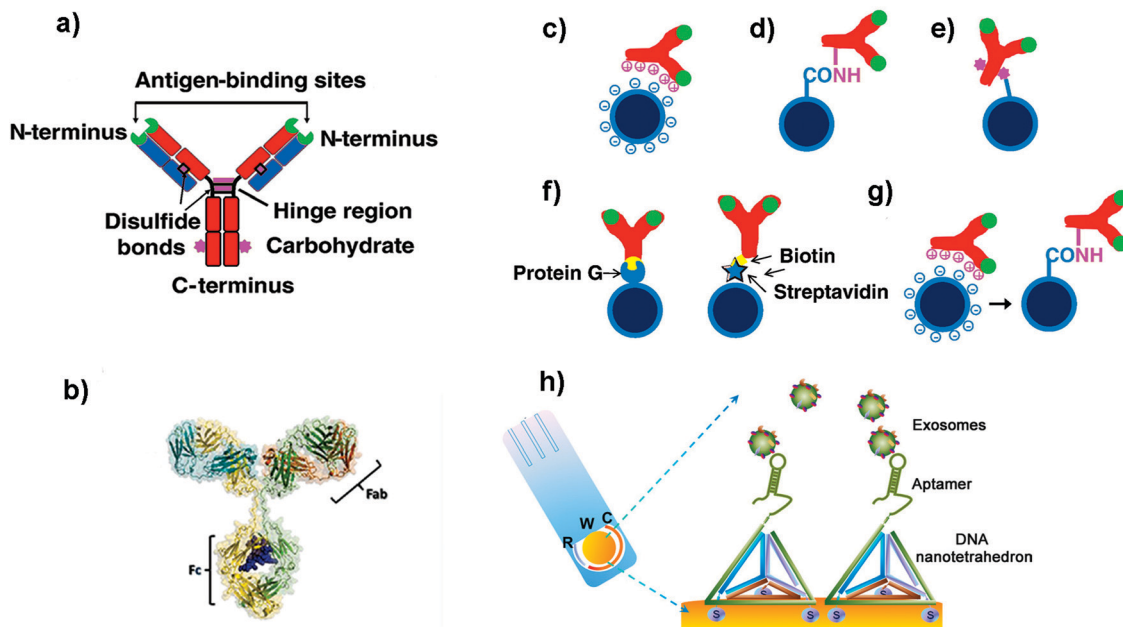 a)
Antigen-binding sites
N-terminus
N-terminus
Disulfide
bonds
Hinge region
Carbohydrate
C-terminus
b)
Fab
Fc
c)
d)
CONH
e)
f)
Protein G
Biotin
Streptavidin
g)
CONH
h)
R
W
C
Exosomes
Aptamer
DNA
nanotetrahedron
S
S
S
S
S
S